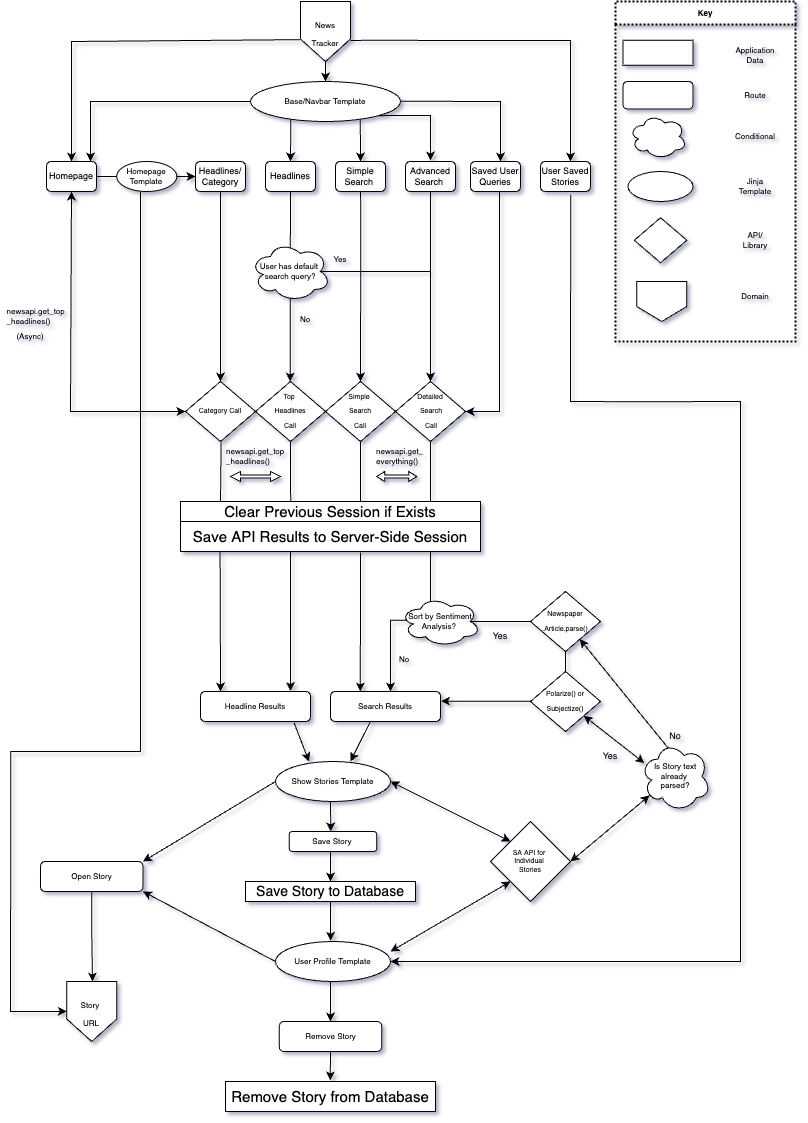 News
Tracker
Key
Application
Data
Route
Conditional
Jinja
Template
API/
Library
Domain
Base/Navbar Template
Homepage
Homepage
Template
Headlines/
Category
Headlines
Simple
Search
Advanced
Search
Saved User
Queries
User Saved
Stories
User has default
search query?
Yes
No
newsapi.get_top
_headlines()
(Async)
Category Call
Top
Headlines
Call
Simple
Search
Call
Detailed
Search
Call
newsapi.get_top
_headlines()
newsapi.get_
everything()
Clear Previous Session if Exists
Save API Results to Server-Side Session
Sort by Sentiment
Analysis?
Yes
No
Newspaper
Article.parse()
Polarize() or
Subjectize()
Headline Results
Search Results
No
Yes
Is Story text
already
parsed?
Show Stories Template
Save Story
SA API for
Individual
Stories
Open Story
Save Story to Database
User Profile Template
Story
URL
Remove Story
Remove Story from Database